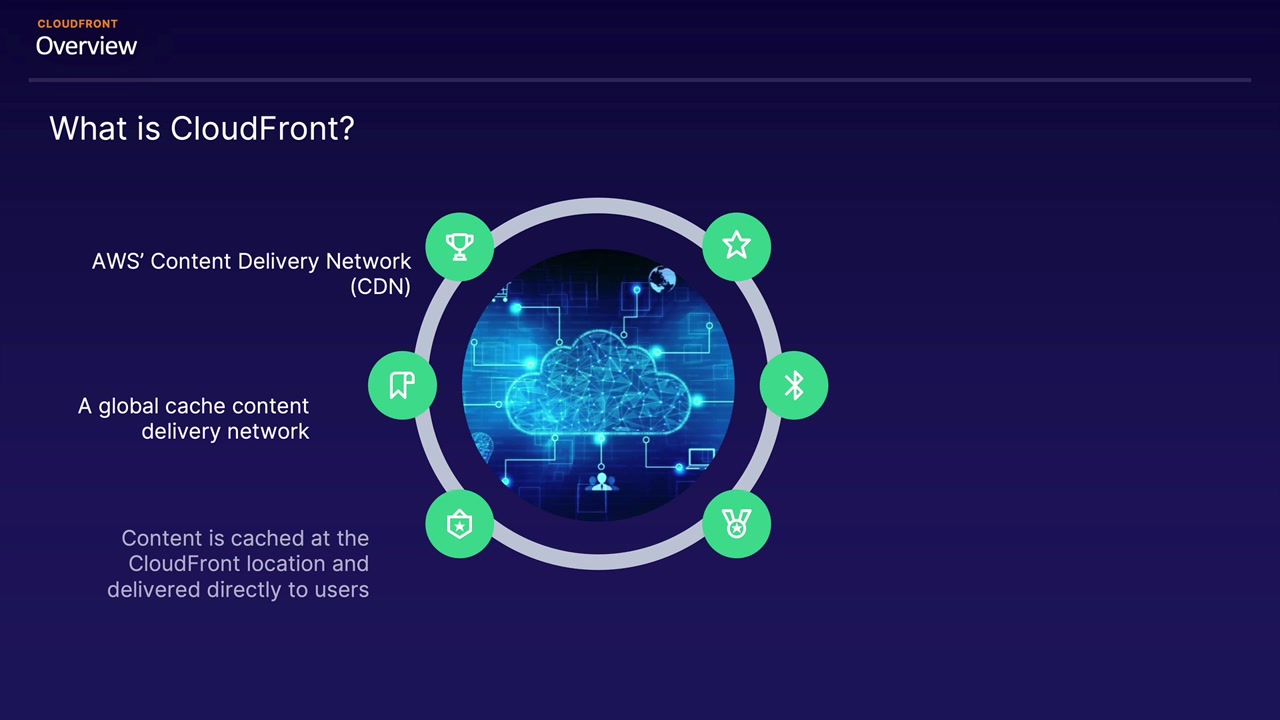 CLOUDFRONT
Overview
What is CloudFront?
AWS’ Content Delivery Network
(CDN)
A global cache content
delivery network
Content is cached at the
CloudFront location and
delivered directly to users